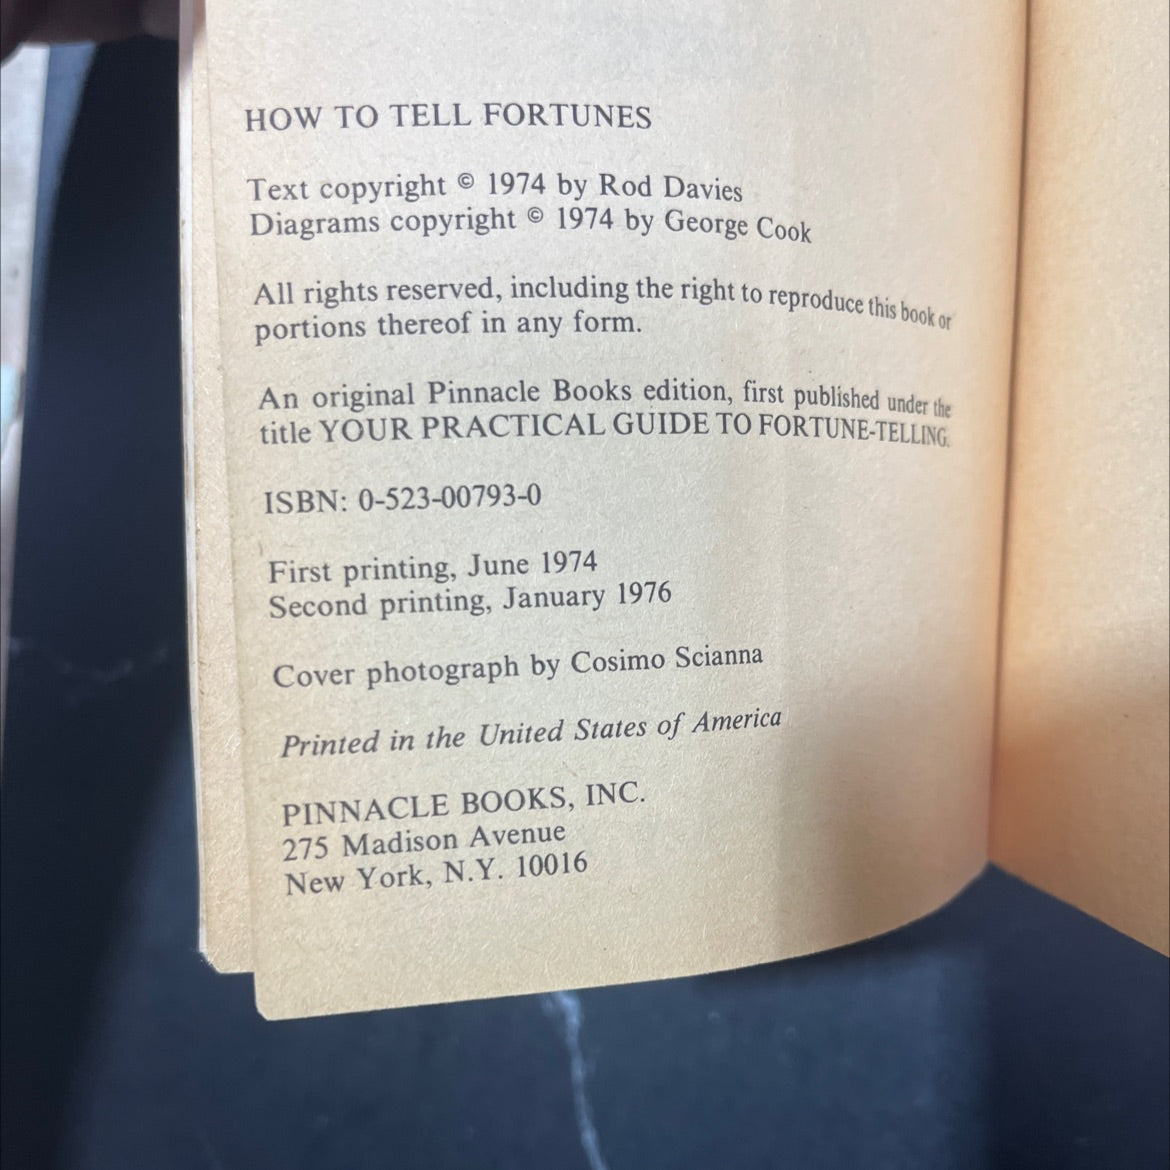 HOW TO TELL FORTUNES
Text copyright © 1974 by Rod Davies
Diagrams copyright © 1974 by George Cook
All rights reserved, including the right to reproduce this book or
portions thereof in any form.
An original Pinnacle Books edition, first published under the
title YOUR PRACTICAL GUIDE TO FORTUNE-TELLING.
ISBN: 0-523-00793-0
First printing, June 1974
Second printing, January 1976
Cover photograph by Cosimo Scianna
Printed in the United States of America
PINNACLE BOOKS, INC.
275 Madison Avenue
New York, N.Y. 10016